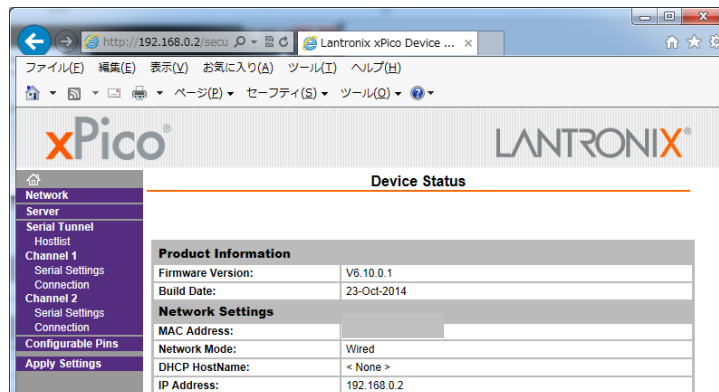 http://192.168.0.2/secu
Lantronix xPico Device ...
ファイル(F) 編集(E) 表示(V) お気に入り(A) ツール(T) ヘルプ(H)
ページ(P) セーフティ(S) ツール(O)
xPico®
LANTRONIX®
Device Status
Network
Server
Serial Tunnel
Hostlist
Channel 1
Serial Settings
Connection
Channel 2
Serial Settings
Connection
Configurable Pins
Apply Settings
Product Information
Firmware Version: V6.10.0.1
Build Date: 23-Oct-2014
Network Settings
MAC Address:
Network Mode: Wired
DHCP HostName: < None >
IP Address: 192.168.0.2